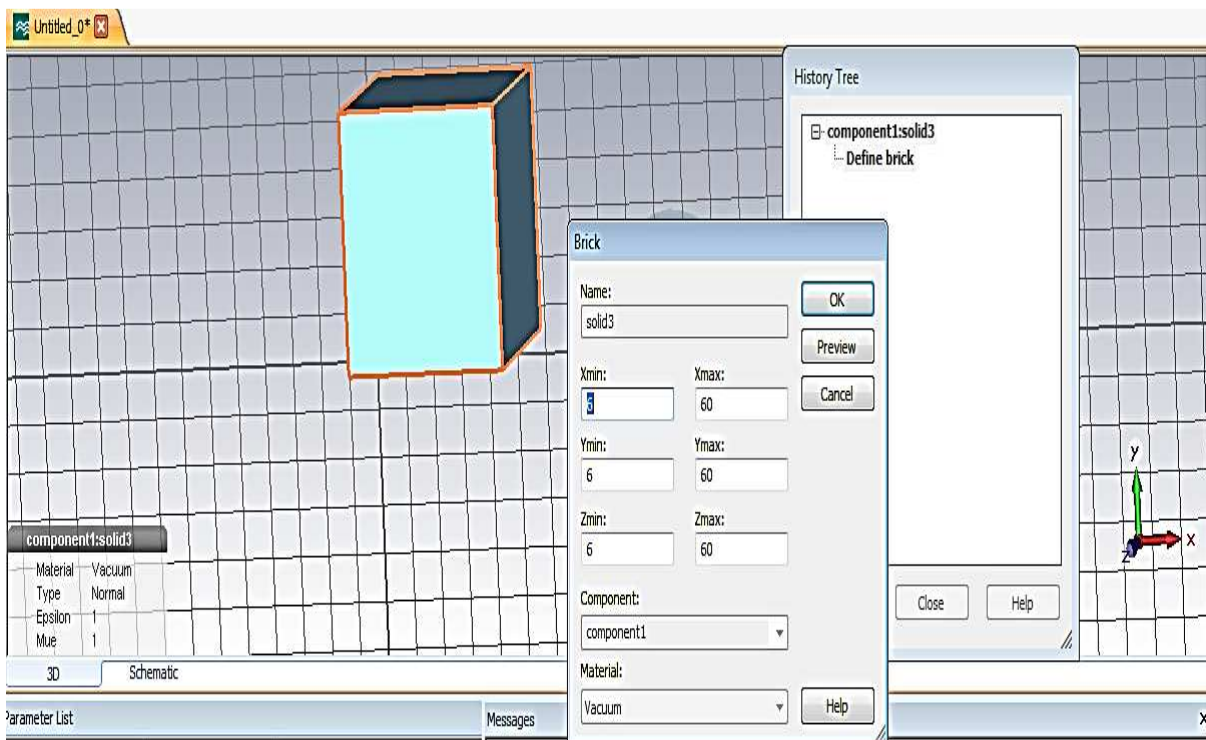 Untitled_0*
History Tree
component1:solid3
Define brick
Brick
Name:
solid3
OK
Preview
Cancel
Xmin:
Xmax:
6
60
Ymin:
Ymax:
6
60
Zmin:
Zmax:
6
60
Component:
component1
Material:
Vacuum
Help
Close
Help
y
x
z
component1:solid3
Material Vacuum
Type Normal
Epsilon 1
Mue 1
3D
Schematic
Parameter List
Messages